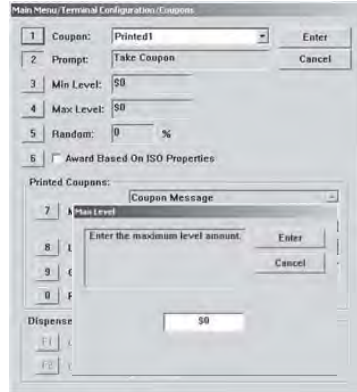 Main Menu/Terminal Configuration/Coupons
1 Coupon: Printed1 Enter
2 Prompt: Take Coupon Cancel
3 Min Level: $0
4 Max Level: $0
5 Random: 0 %
6 Award Based On ISO Properties
Printed Coupons:
Coupon Message
7
Max Level
Enter the maximum level amount. Enter
8
Cancel
9
0
$0
Dispense
F1
F2